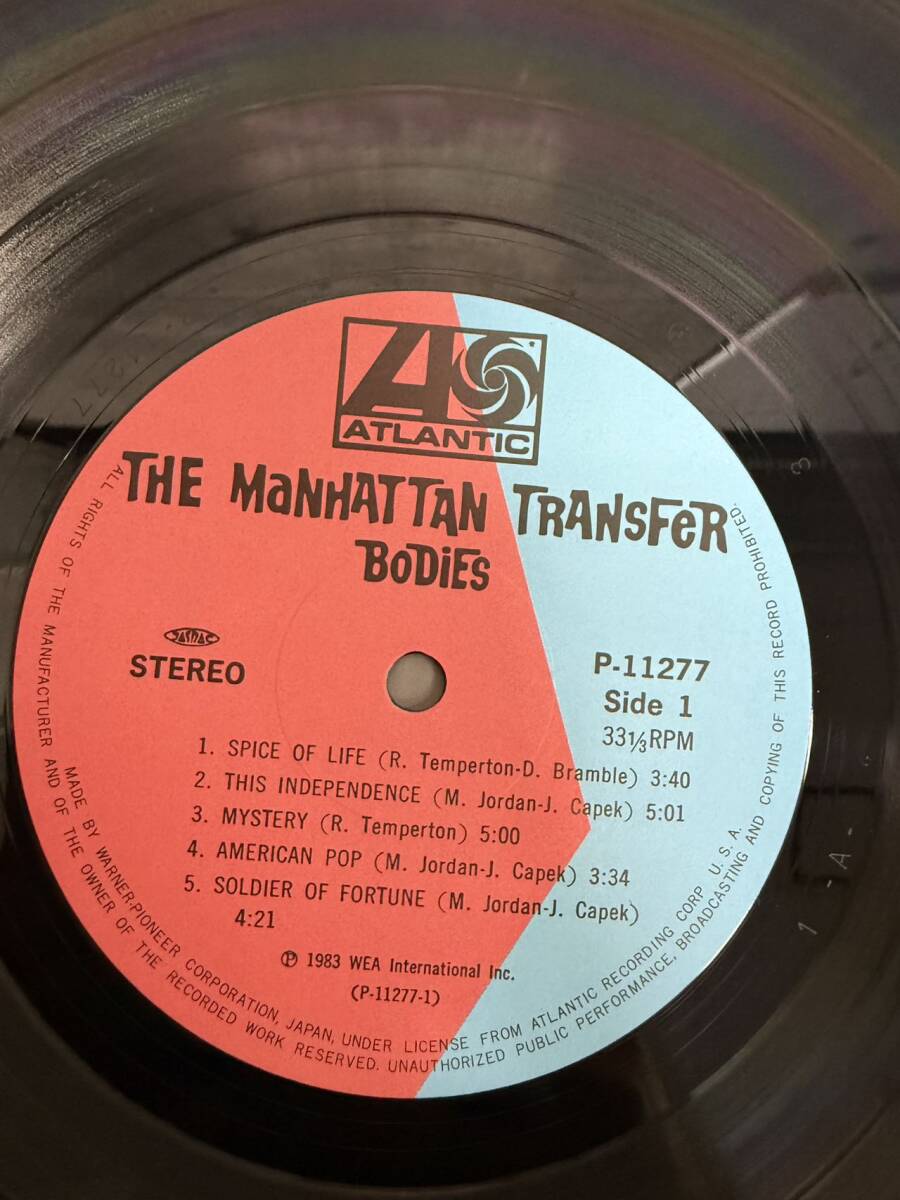 ATLANTIC
THE MaNHATTAN TRANSFeR
BODiES
JASRAC
STEREO
P-11277
Side 1
33⅓RPM
1. SPICE OF LIFE (R. Temperton-D. Bramble) 3:40
2. THIS INDEPENDENCE (M. Jordan-J. Capek) 5:01
3. MYSTERY (R. Temperton) 5:00
4. AMERICAN POP (M. Jordan-J. Capek) 3:34
5. SOLDIER OF FORTUNE (M. Jordan-J. Capek)
4:21
℗ 1983 WEA International Inc.
(P-11277-1)
MADE BY WARNER-PIONEER CORPORATION, JAPAN, UNDER LICENSE FROM ATLANTIC RECORDING CORP U. S. A.
ALL RIGHTS OF THE MANUFACTURER AND OF THE OWNER OF THE RECORDED WORK RESERVED. UNAUTHORIZED PUBLIC PERFORMANCE, BROADCASTING AND COPYING OF THIS RECORD PROHIBITED.
1 -A-
3